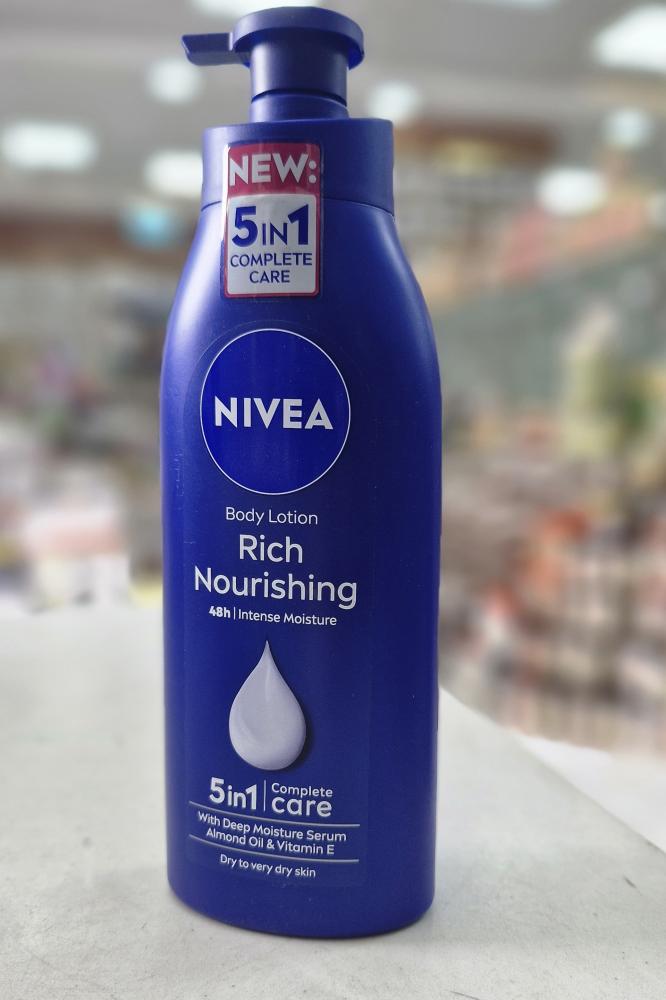 NEW:
5IN1
COMPLETE
CARE
NIVEA
Body Lotion
Rich
Nourishing
48h | Intense Moisture
5in1 | Complete care
With Deep Moisture Serum
Almond Oil & Vitamin E
Dry to very dry skin